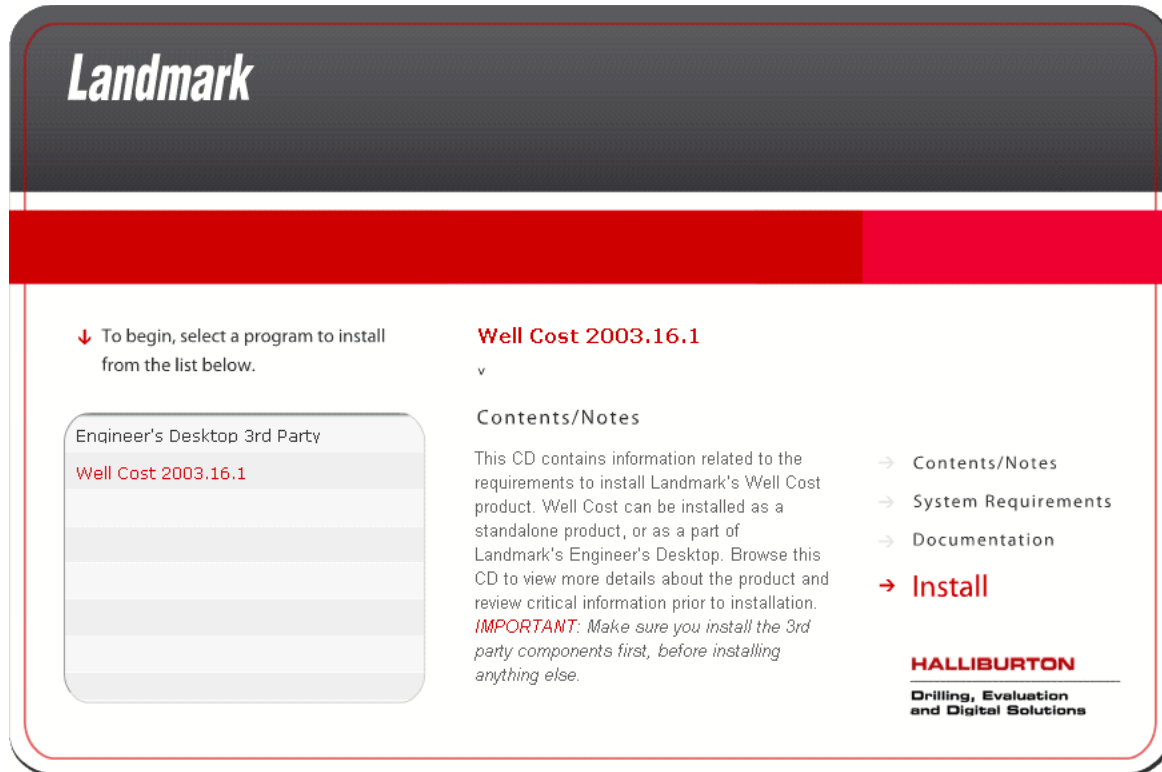 Landmark
To begin, select a program to install
from the list below.
Engineer's Desktop 3rd Party
Well Cost 2003.16.1
Well Cost 2003.16.1
v
Contents/Notes
This CD contains information related to the
requirements to install Landmark's Well Cost
product. Well Cost can be installed as a
standalone product, or as a part of
Landmark's Engineer's Desktop. Browse this
CD to view more details about the product and
review critical information prior to installation.
IMPORTANT: Make sure you install the 3rd
party components first, before installing
anything else.
Contents/Notes
System Requirements
Documentation
Install
HALLIBURTON
Drilling, Evaluation
and Digital Solutions